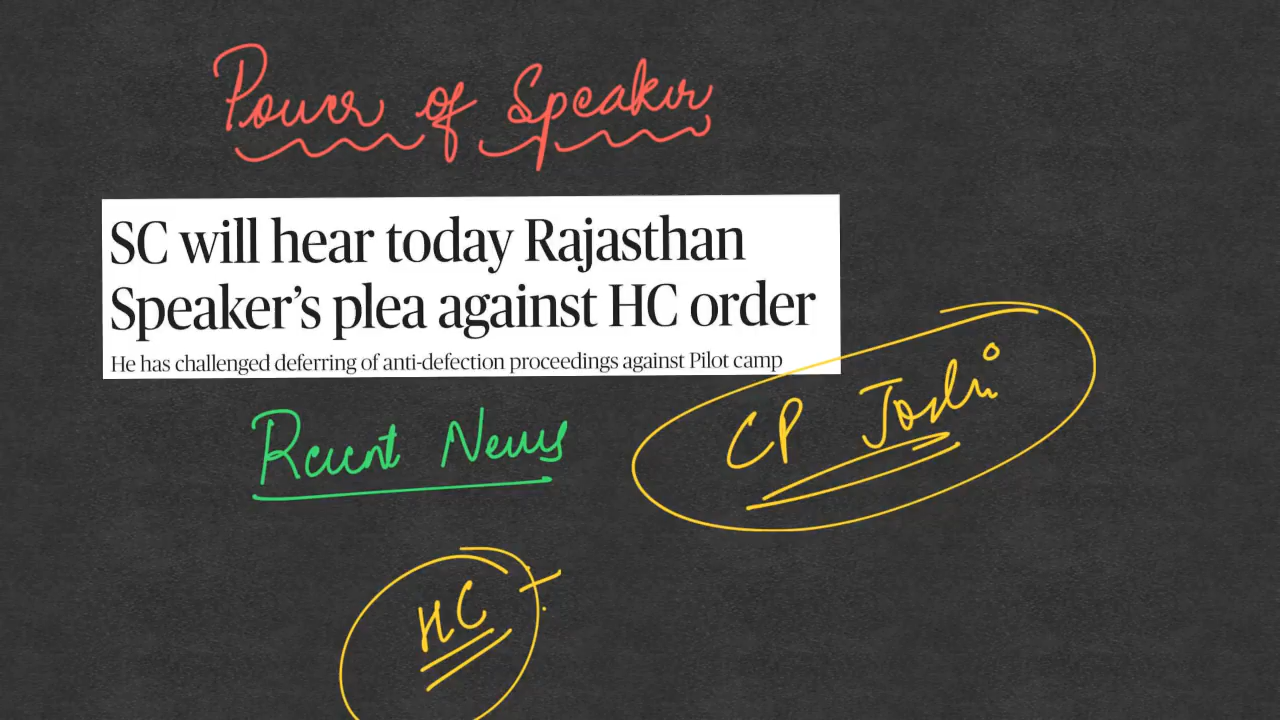 Power of Speaker
SC will hear today Rajasthan
Speaker's plea against HC order
He has challenged deferring of anti-defection proceedings against Pilot camp
CP Joshi
Recent News
HC